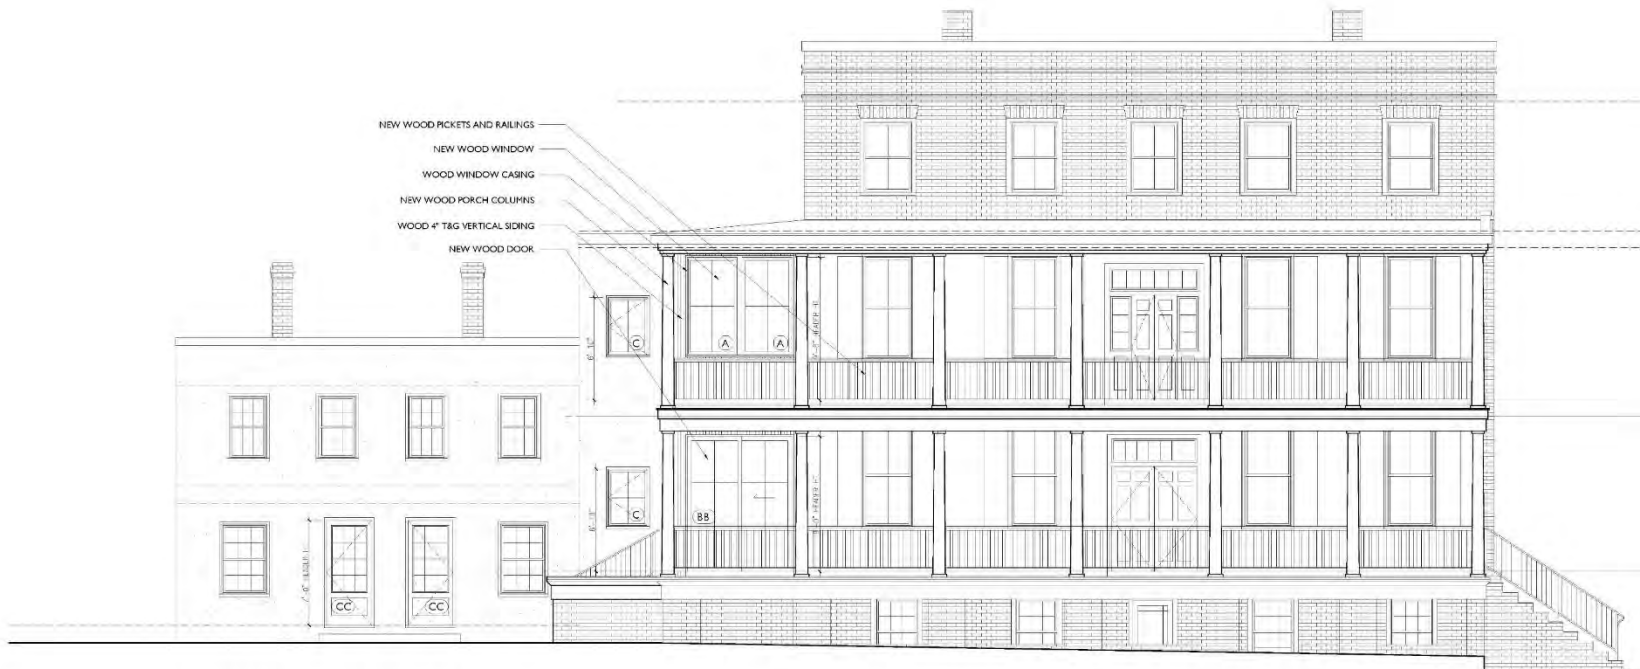 NEW WOOD PICKETS AND RAILINGS
NEW WOOD WINDOW
WOOD WINDOW CASING
NEW WOOD PORCH COLUMNS
WOOD 4" T&G VERTICAL SIDING
NEW WOOD DOOR
C
A
A
C
BB
CC
CC